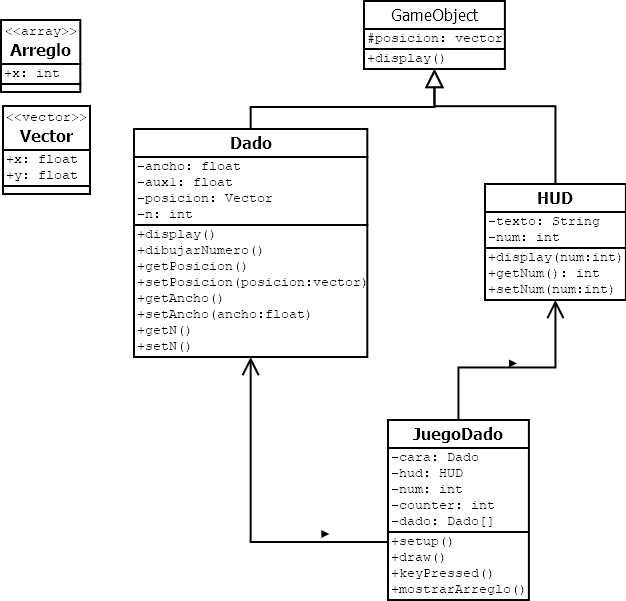 <<array>>
Arreglo
+x: int
<<vector>>
Vector
+x: float
+y: float
GameObject
#posicion: vector
+display()
Dado
-ancho: float
-aux1: float
-posicion: Vector
-n: int
+display()
+dibujarNumero()
+getPosicion()
+setPosicion(posicion:vector)
+getAncho()
+setAncho(ancho:float)
+getN()
+setN()
HUD
-texto: String
-num: int
+display(num:int)
+getNum(): int
+setNum(num:int)
JuegoDado
-cara: Dado
-hud: HUD
-num: int
-counter: int
-dado: Dado[]
+setup()
+draw()
+keyPressed()
+mostrarArreglo()